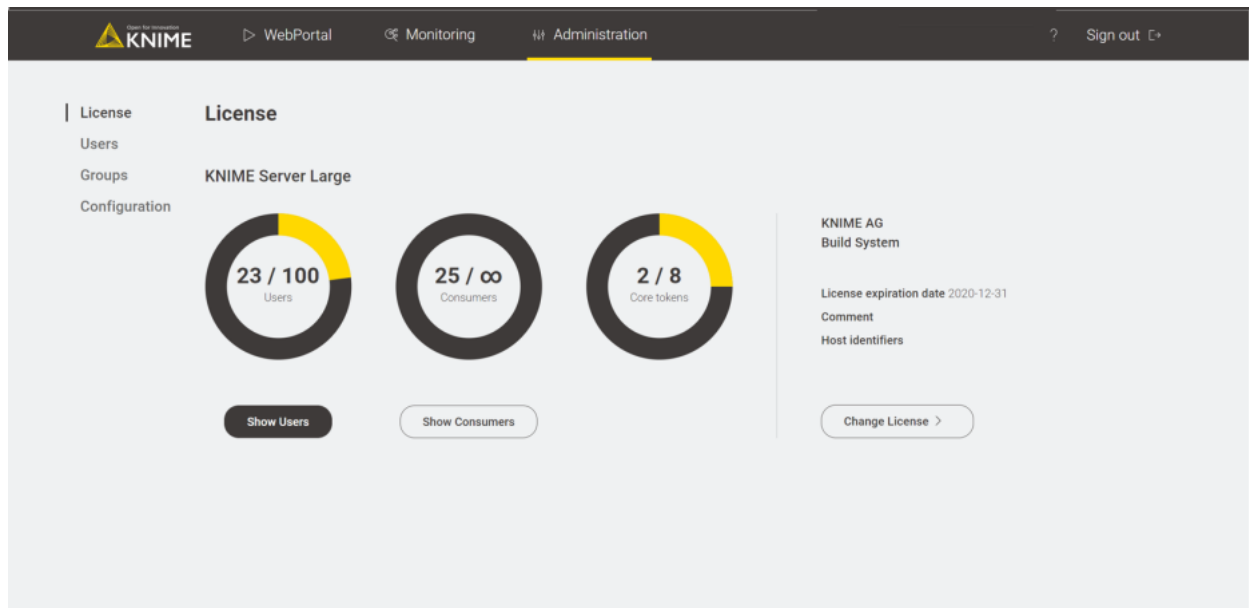 Open for Innovation
KNIME
WebPortal
Monitoring
Administration
?
Sign out
License
Users
Groups
Configuration
License
KNIME Server Large
23 / 100
Users
25 / ∞
Consumers
2 / 8
Core tokens
Show Users
Show Consumers
KNIME AG
Build System
License expiration date 2020-12-31
Comment
Host identifiers
Change License >